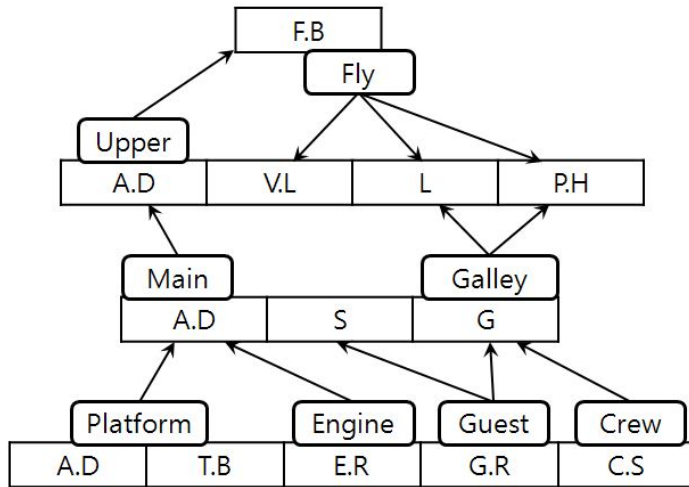 F.B
Fly
Upper
A.D V.L L P.H
Main Galley
A.D S G
Platform Engine Guest Crew
A.D T.B E.R G.R C.S